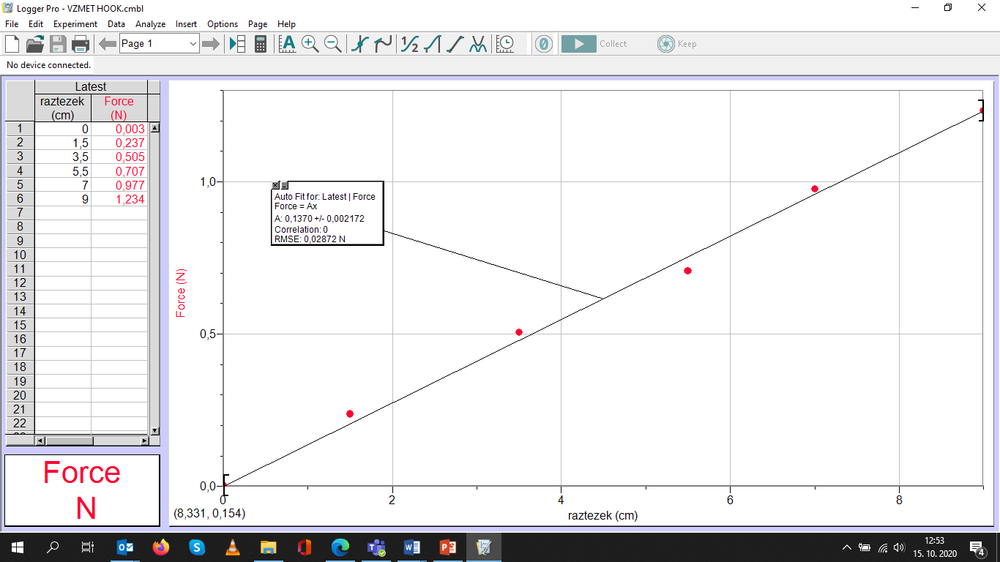 Logger Pro - VZMET HOOK.cmbl
File Edit Experiment Data Analyze Insert Options Page Help
Page 1
Collect
Keep
No device connected.
Latest
raztezek (cm) Force (N)
1 0 0,003
2 1,5 0,237
3 3,5 0,505
4 5,5 0,707
5 7 0,977
6 9 1,234
7
8
9
10
11
12
13
14
15
16
17
18
19
20
21
22
Force
N
Force (N)
1,0
0,5
0,0
Auto Fit for: Latest | Force
Force = Ax
A: 0,1370 +/- 0,002172
Correlation: 0
RMSE: 0,02872 N
0 2 4 6 8
(8,331, 0,154)
raztezek (cm)
12:53
15. 10. 2020
4